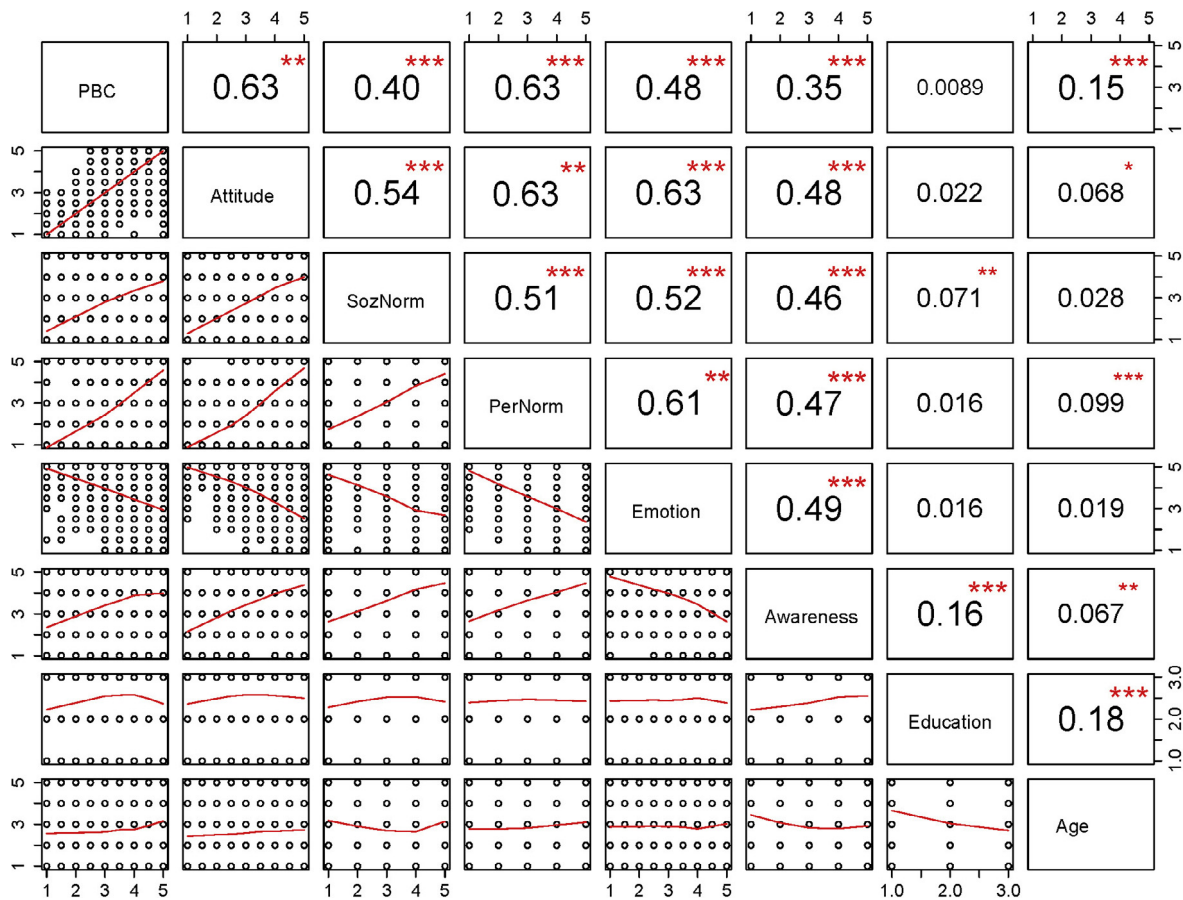 1 2 3 4 5 1 2 3 4 5 1 2 3 4 5 1 2 3 4 5
PBC 0.63 ** 0.40 *** 0.63 *** 0.48 *** 0.35 *** 0.0089 0.15 *** 1 3 5
1 3 5 Attitude 0.54 *** 0.63 ** 0.63 *** 0.48 *** 0.022 0.068 *
SozNorm 0.51 *** 0.52 *** 0.46 *** 0.071 ** 0.028 1 3 5
1 3 5 PerNorm 0.61 ** 0.47 *** 0.016 0.099 ***
Emotion 0.49 *** 0.016 0.019 1 3 5
1 3 5 Awareness 0.16 *** 0.067 **
Education 0.18 *** 1.0 2.0 3.0
1 3 5 Age
1 2 3 4 5 1 2 3 4 5 1 2 3 4 5 1.0 2.0 3.0